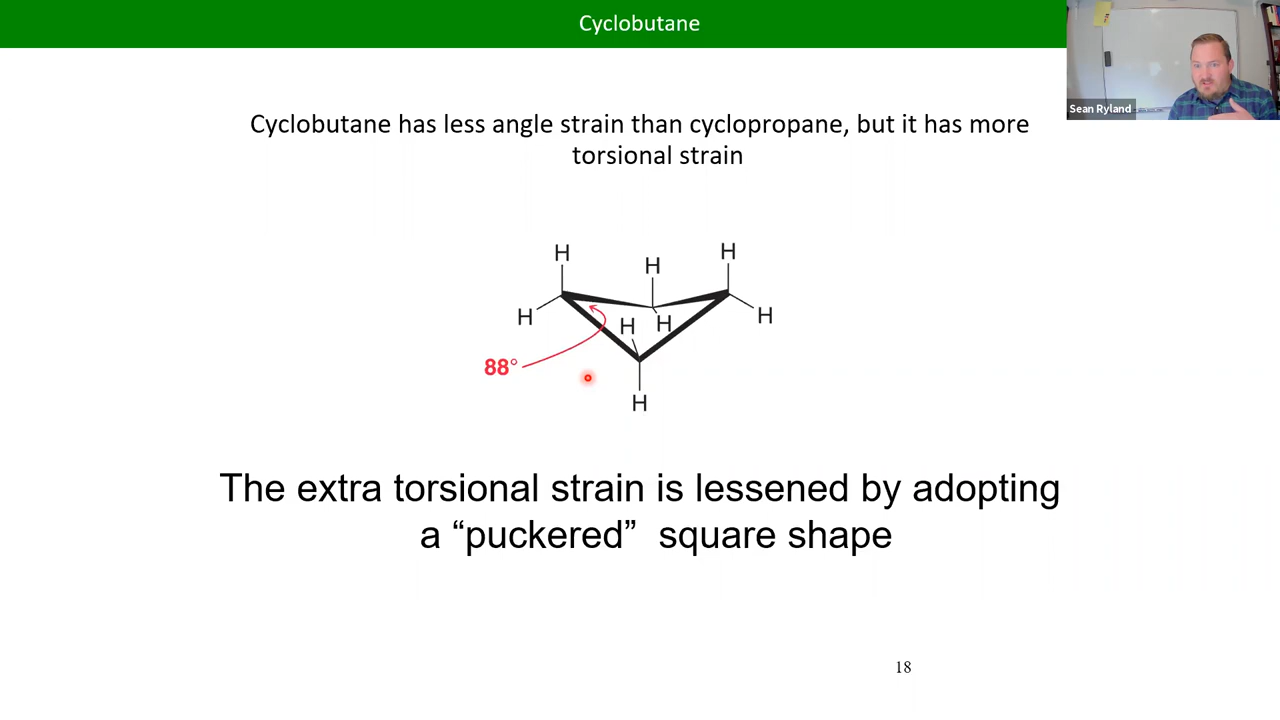 Cyclobutane
Sean Ryland
Cyclobutane has less angle strain than cyclopropane, but it has more
torsional strain
H
H
H
H
H
H
H
88°
H
The extra torsional strain is lessened by adopting
a “puckered” square shape
18